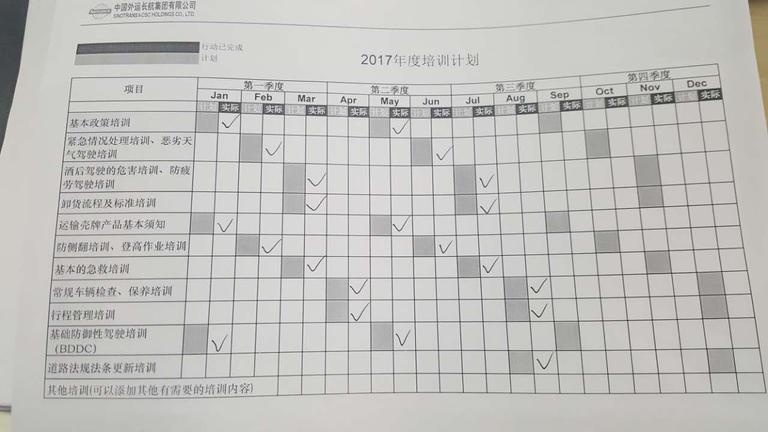 中国外运长航集团有限公司
SINOTRANS & CSC HOLDINGS CO., LTD.
行动已完成
计划
2017年度培训计划
项目 第一季度 第二季度 第三季度 第四季度
Jan Feb Mar Apr May Jun Jul Aug Sep Oct Nov Dec
计划 实际 计划 实际 计划 实际 计划 实际 计划 实际 计划 实际 计划 实际 计划 实际 计划 实际 计划 实际 计划 实际 计划 实际
基本政策培训
紧急情况处理培训、恶劣天
气驾驶培训
酒后驾驶的危害培训、防疲
劳驾驶培训
卸货流程及标准培训
运输壳牌产品基本须知
防侧翻培训、登高作业培训
基本的急救培训
常规车辆检查、保养培训
行程管理培训
基础防御性驾驶培训
（BDDC）
道路法规法条更新培训
其他培训(可以添加其他有需要的培训内容)